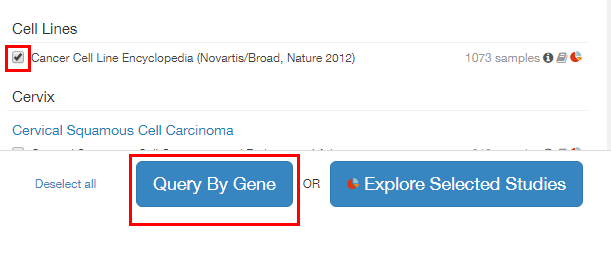 Cell Lines
Cancer Cell Line Encyclopedia (Novartis/Broad, Nature 2012) 1073 samples
Cervix
Cervical Squamous Cell Carcinoma
Deselect all Query By Gene OR Explore Selected Studies